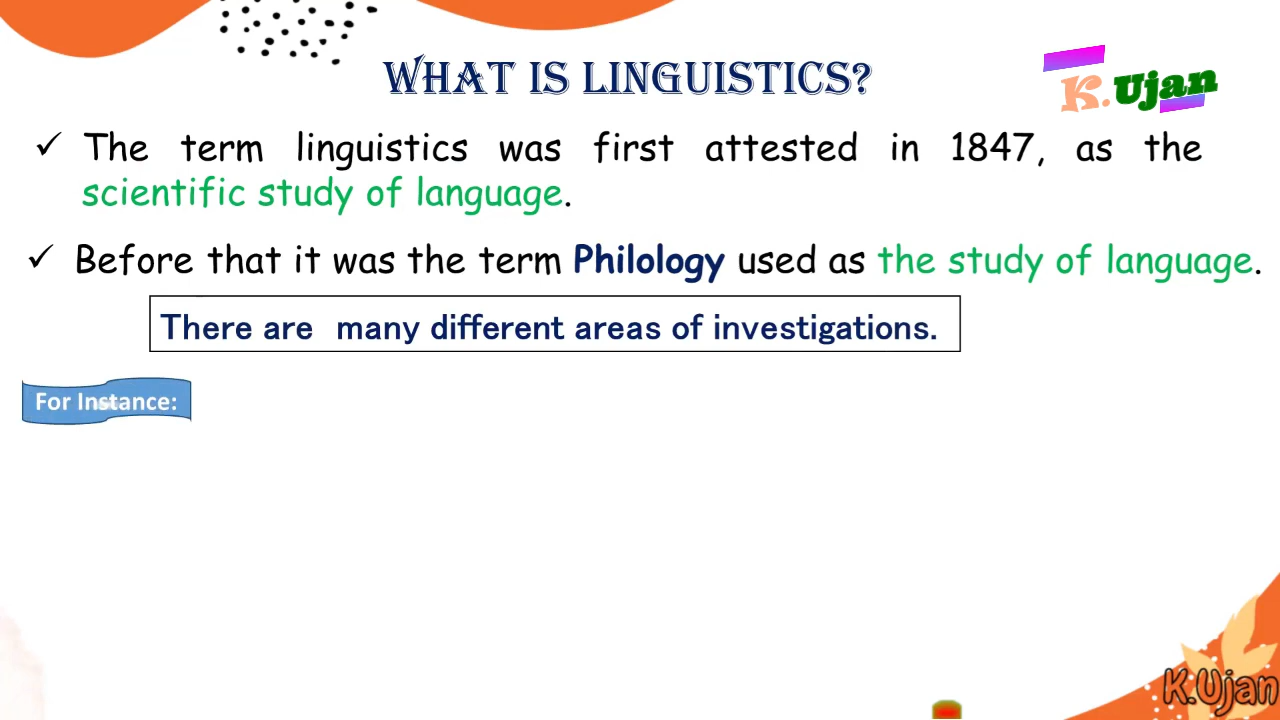 WHAT IS LINGUISTICS?
K.Ujan
✓ The term linguistics was first attested in 1847, as the
scientific study of language.
✓ Before that it was the term Philology used as the study of language.
There are many different areas of investigations.
For Instance:
K.Ujan